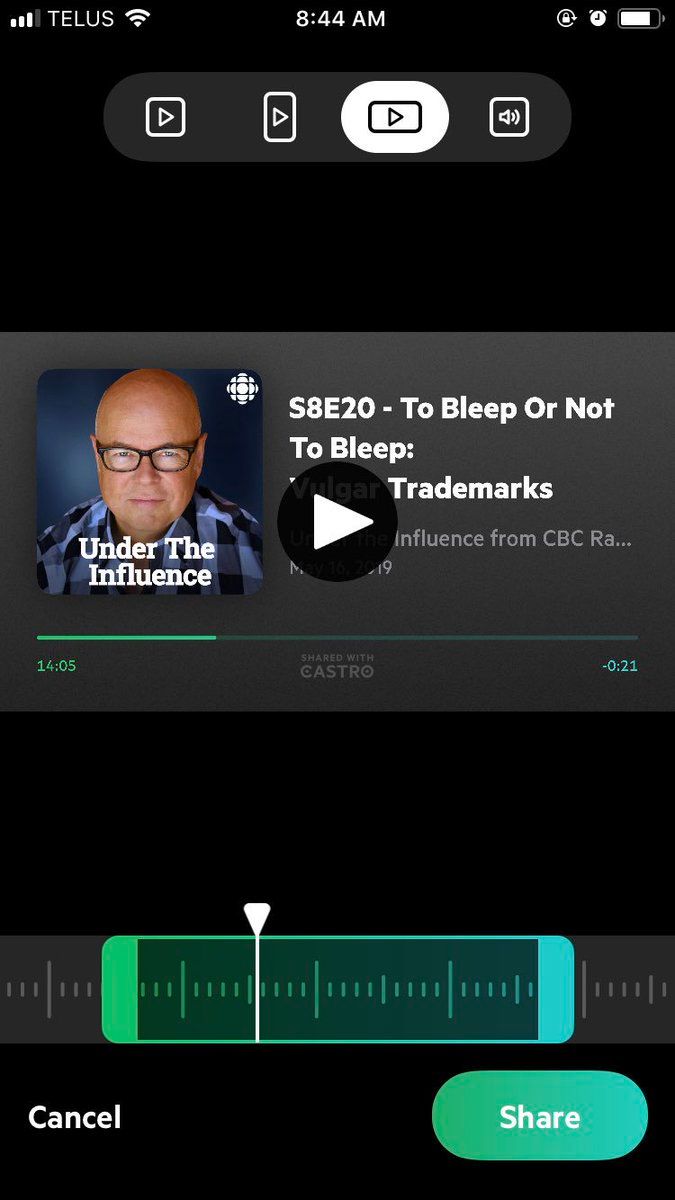 TELUS 8:44 AM
S8E20 - To Bleep Or Not
To Bleep:
Vulgar Trademarks
Under The
Influence
Under the Influence from CBC Ra...
May 16, 2019
14:05 SHARED WITH -0:21
CASTRO
Cancel Share